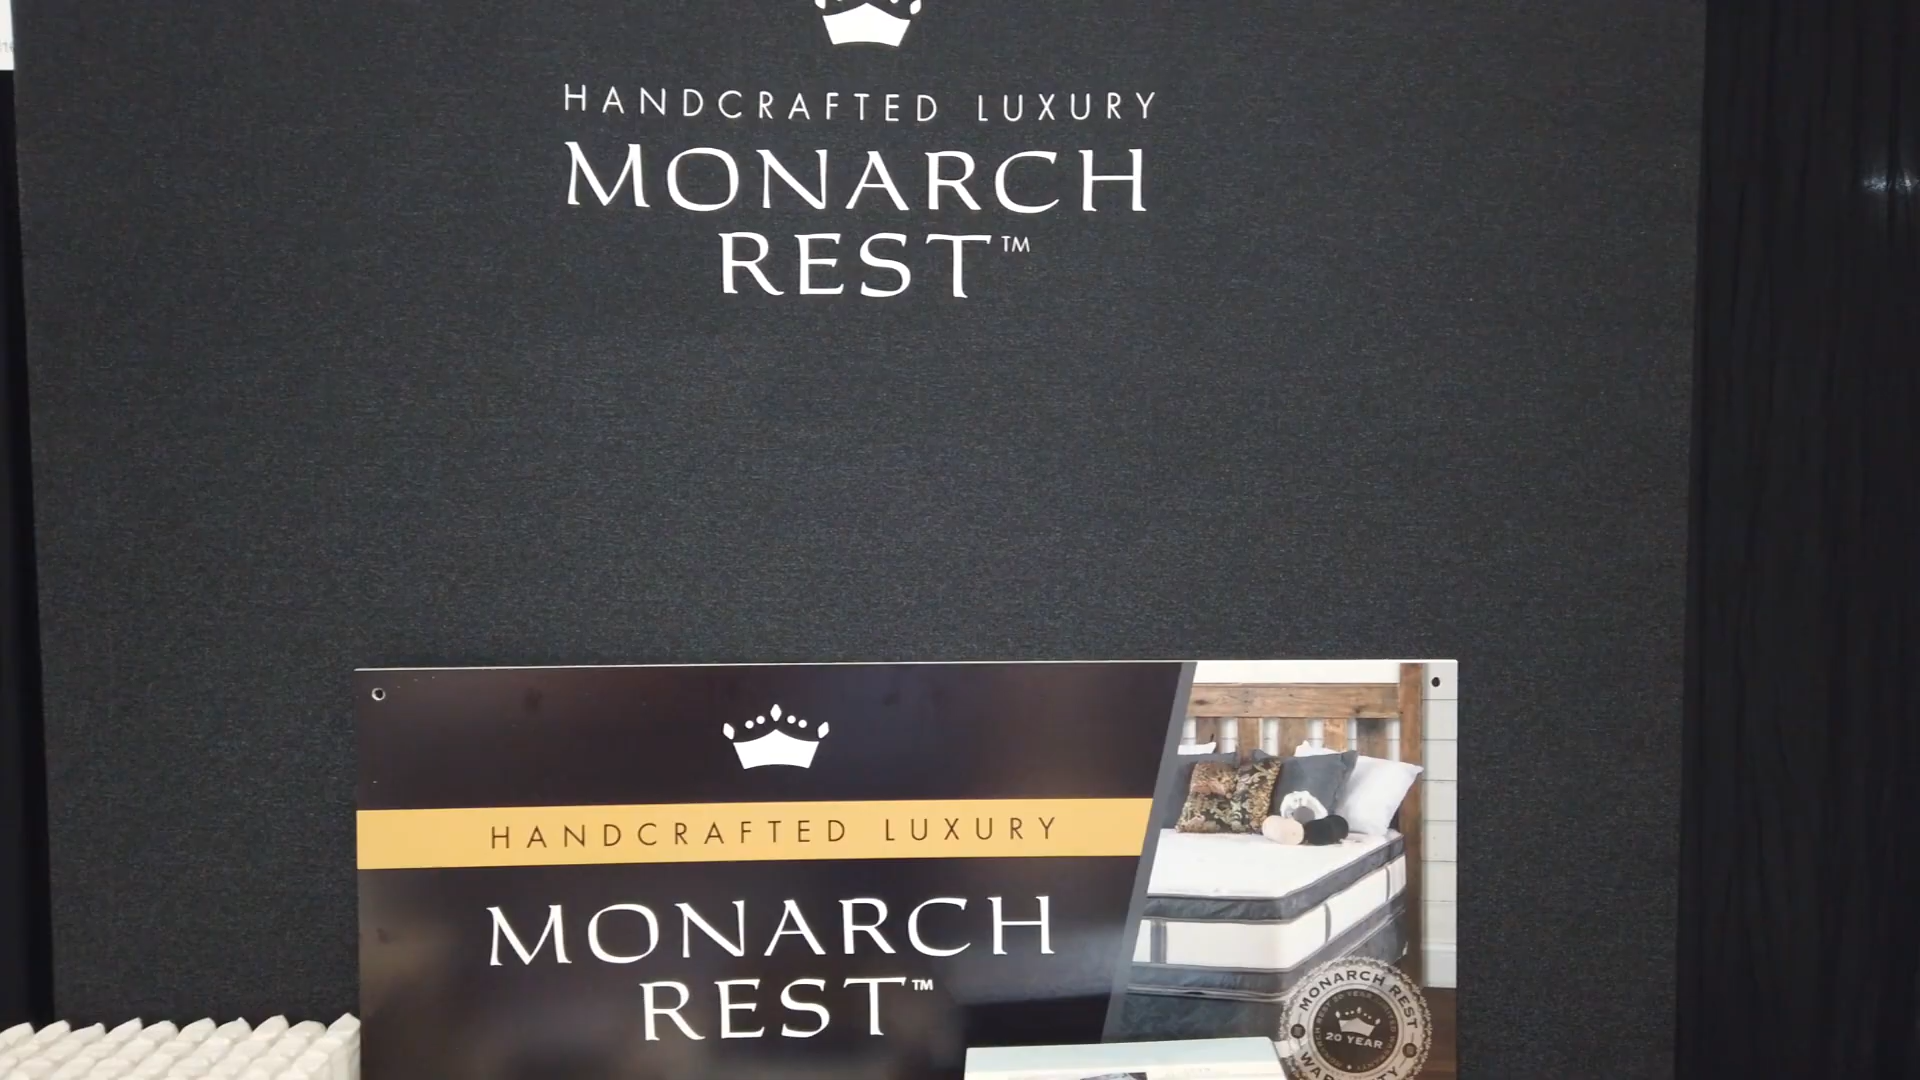 HANDCRAFTED LUXURY
MONARCH
REST™
HANDCRAFTED LUXURY
MONARCH
REST™
MONARCH REST
20 YEAR